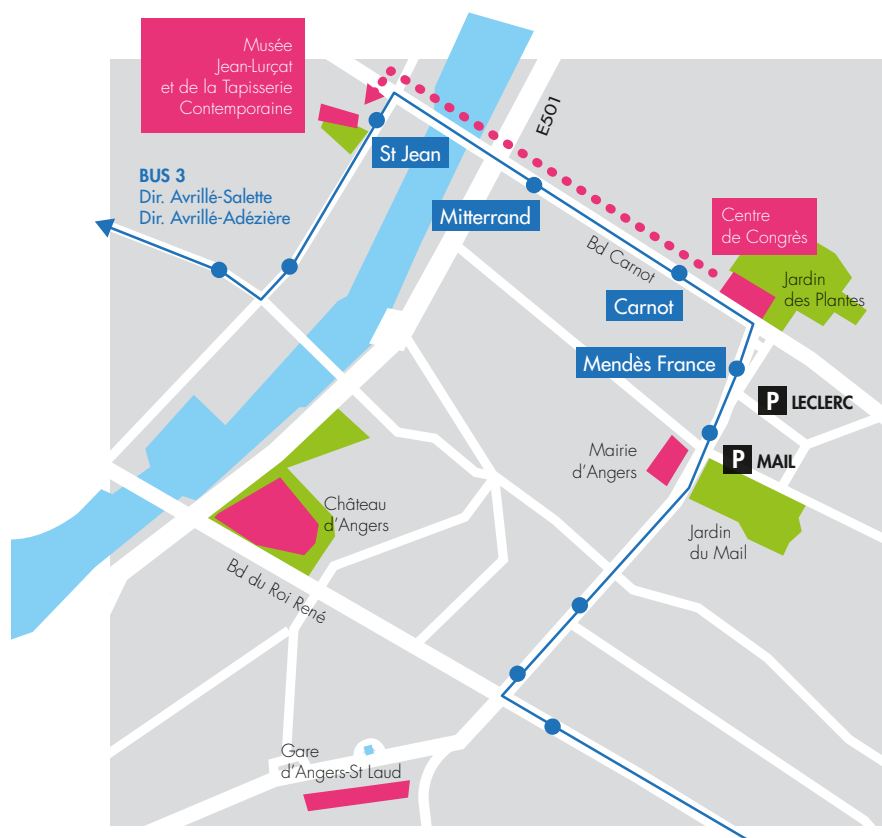 Musée
Jean-Lurçat
et de la Tapisserie
Contemporaine
E501
St Jean
BUS 3
Dir. Avrillé-Salette
Dir. Avrillé-Adézière
Mitterrand
Centre
de Congrès
Bd Carnot
Jardin
des Plantes
Carnot
Mendès France
P LECLERC
Mairie
d'Angers
P MAIL
Château
d'Angers
Jardin
du Mail
Bd du Roi René
Gare
d'Angers-St Laud